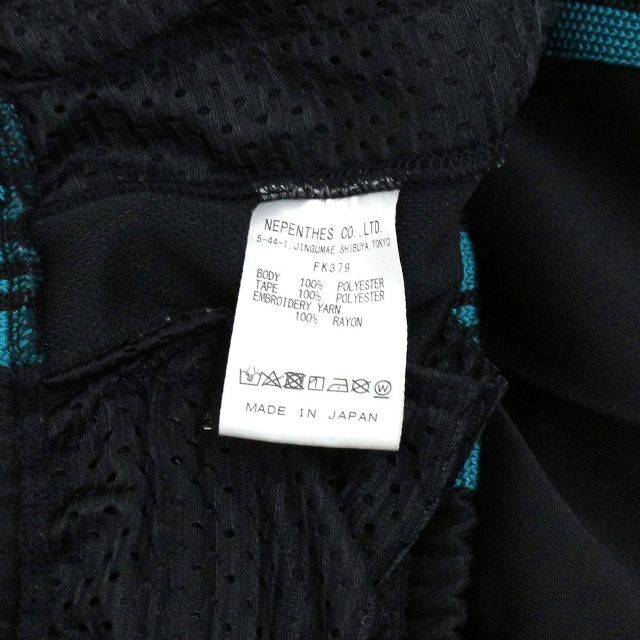 NEPENTHES CO.,LTD.
5-44-1,JINGUMAE SHIBUYA TOKYO
FK379
BODY 100% POLYESTER
TAPE 100% POLYESTER
EMBROIDERY YARN
100% RAYON
MADE IN JAPAN